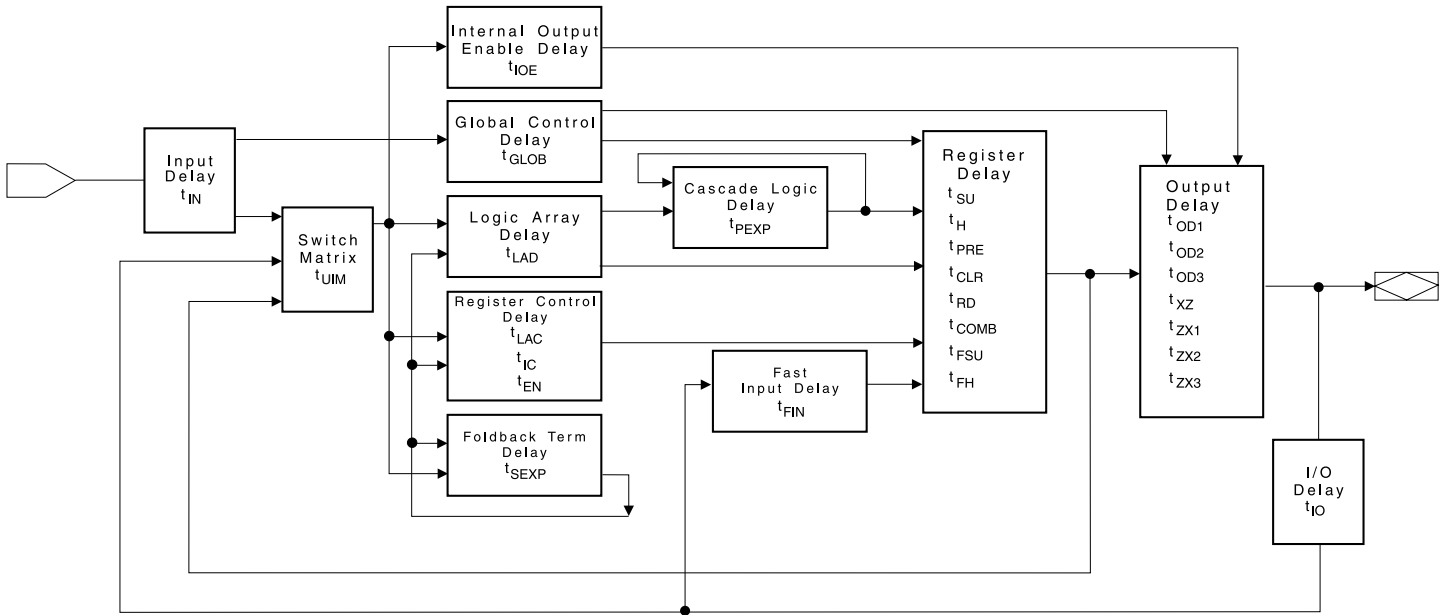 Internal Output
Enable Delay
tIOE
Global Control
Delay
tGLOB
Input
Delay
tIN
Switch
Matrix
tUIM
Logic Array
Delay
tLAD
Cascade Logic
Delay
tPEXP
Register Control
Delay
tLAC
tIC
tEN
Foldback Term
Delay
tSEXP
Fast
Input Delay
tFIN
Register
Delay
tSU
tH
tPRE
tCLR
tRD
tCOMB
tFSU
tFH
Output
Delay
tOD1
tOD2
tOD3
tXZ
tZX1
tZX2
tZX3
I/O
Delay
tIO